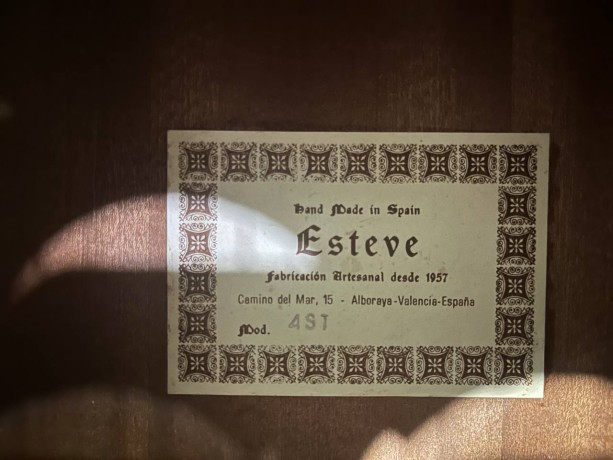 Hand Made in Spain
Esteve
Fabricación Artesanal desde 1957
Camino del Mar, 15 - Alboraya-Valencia-España
Mod. 4ST